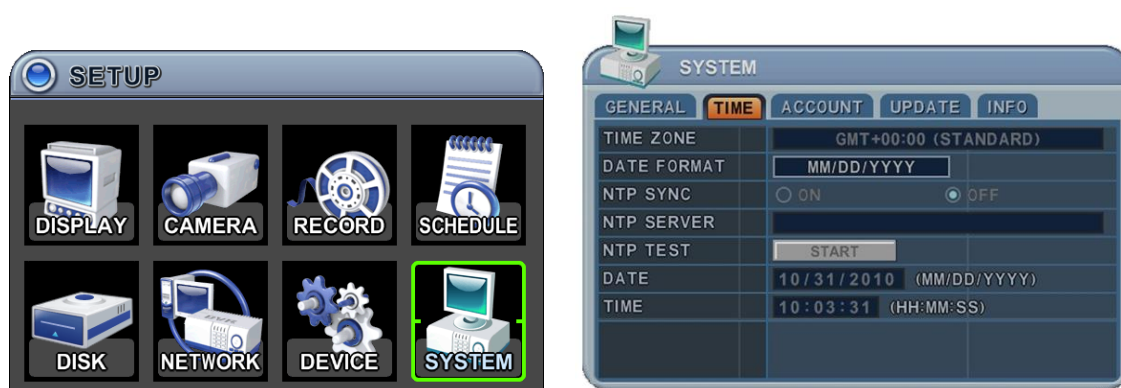 SETUP
DISPLAY CAMERA RECORD SCHEDULE
DISK NETWORK DEVICE SYSTEM
SYSTEM
GENERAL TIME ACCOUNT UPDATE INFO
TIME ZONE GMT+00:00 (STANDARD)
DATE FORMAT MM/DD/YYYY
NTP SYNC ON OFF
NTP SERVER
NTP TEST START
DATE 10/31/2010 (MM/DD/YYYY)
TIME 10:03:31 (HH:MM:SS)